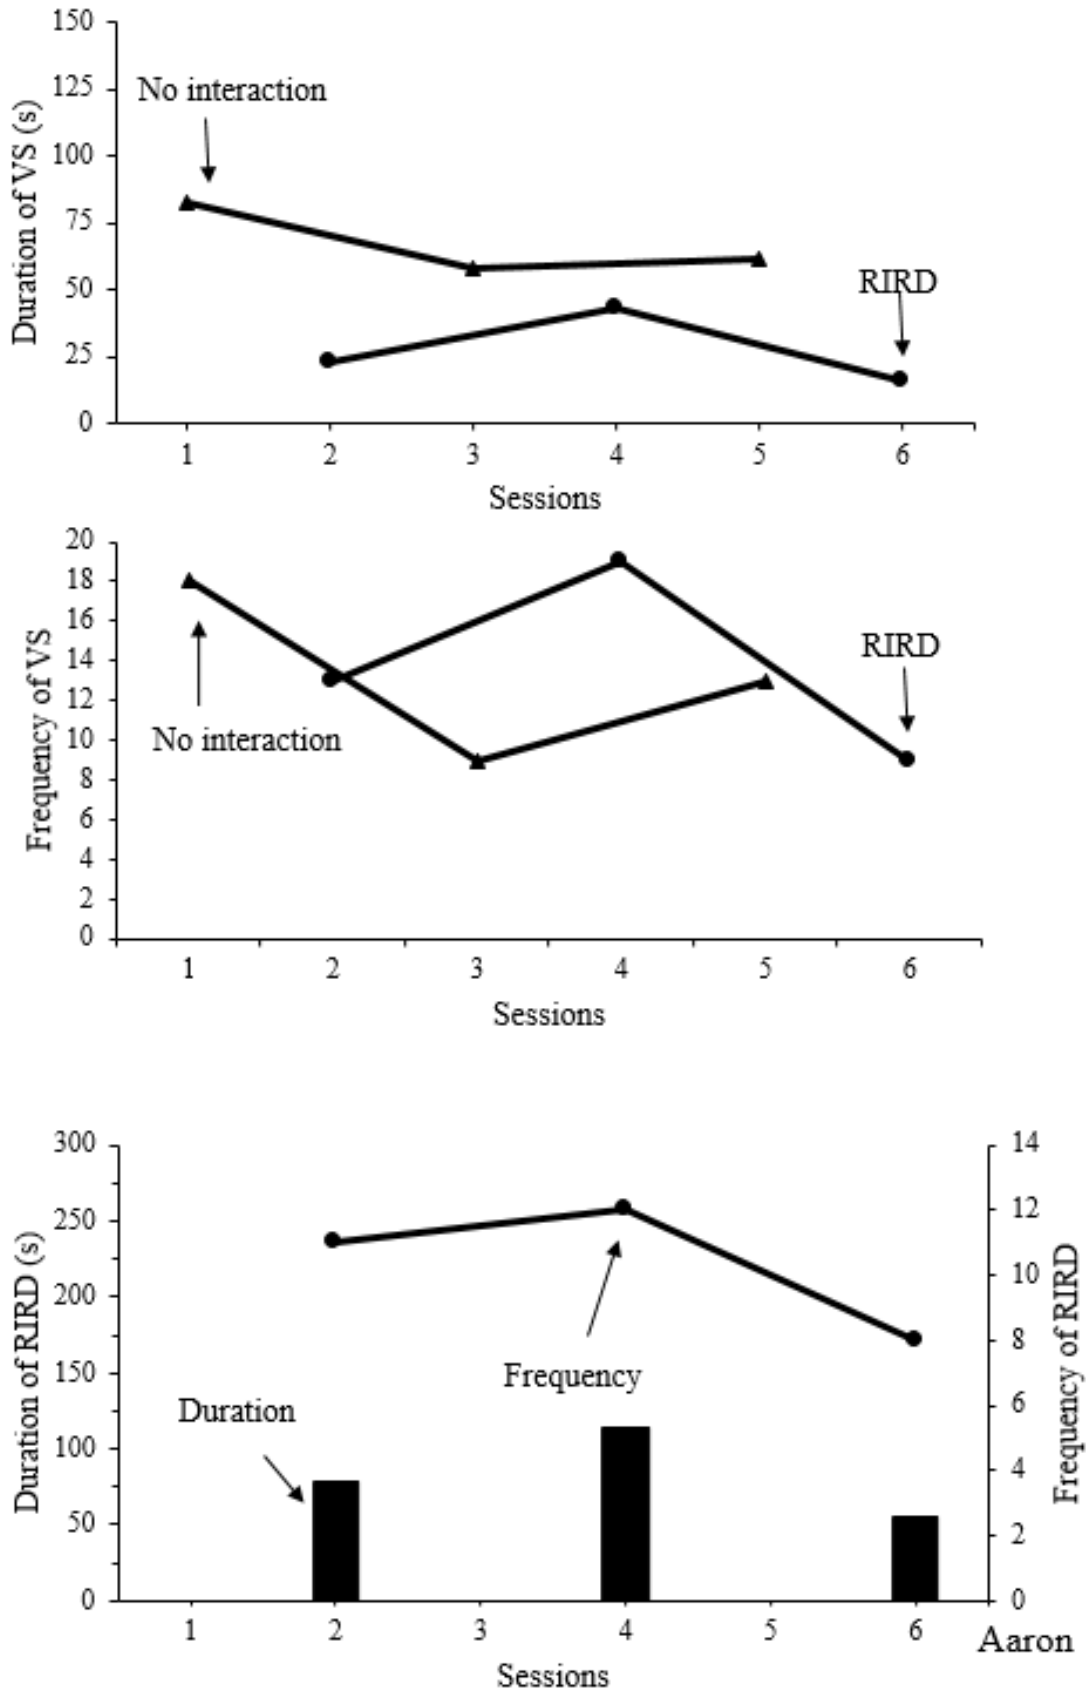 150
125
100
75
50
25
0
Duration of VS (s)
No interaction
RIRD
1 2 3 4 5 6
Sessions
20
18
16
14
12
10
8
6
4
2
0
Frequency of VS
No interaction
RIRD
1 2 3 4 5 6
Sessions
300
250
200
150
100
50
0
Duration of RIRD (s)
Duration
Frequency
14
12
10
8
6
4
2
0
Frequency of RIRD
1 2 3 4 5 6
Sessions
Aaron